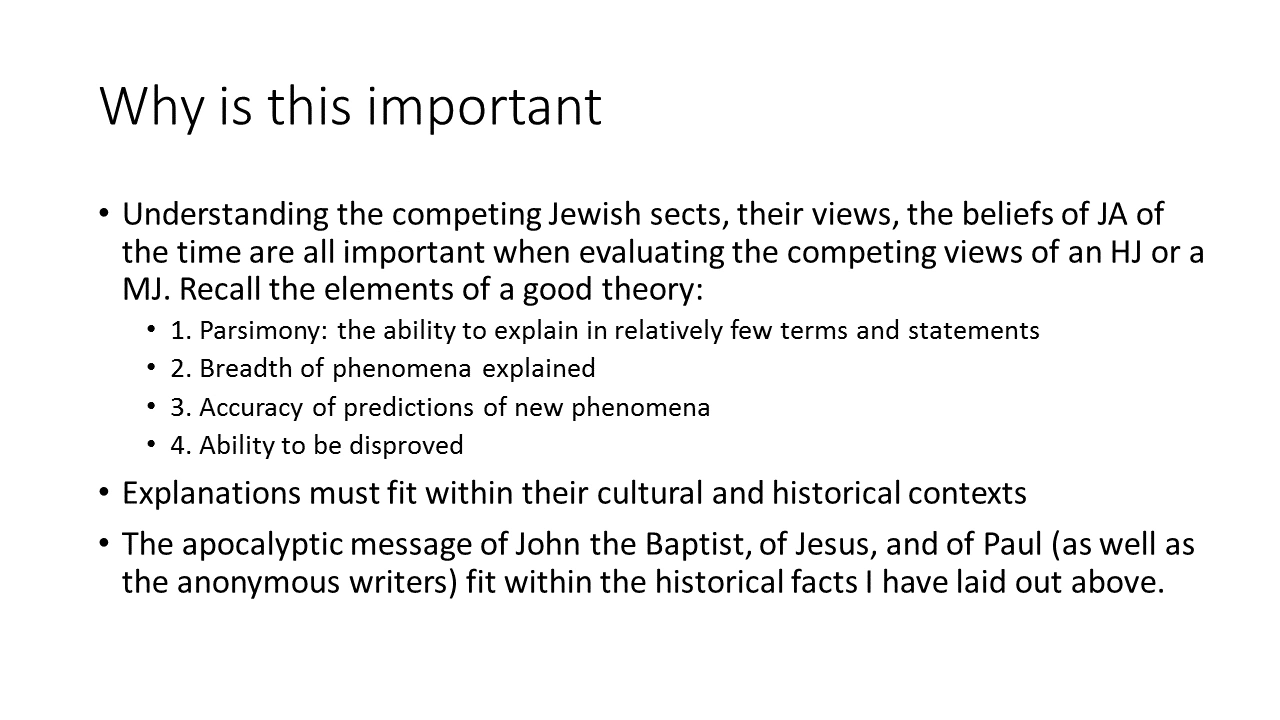 Why is this important
• Understanding the competing Jewish sects, their views, the beliefs of JA of
the time are all important when evaluating the competing views of an HJ or a
MJ. Recall the elements of a good theory:
• 1. Parsimony: the ability to explain in relatively few terms and statements
• 2. Breadth of phenomena explained
• 3. Accuracy of predictions of new phenomena
• 4. Ability to be disproved
• Explanations must fit within their cultural and historical contexts
• The apocalyptic message of John the Baptist, of Jesus, and of Paul (as well as
the anonymous writers) fit within the historical facts I have laid out above.